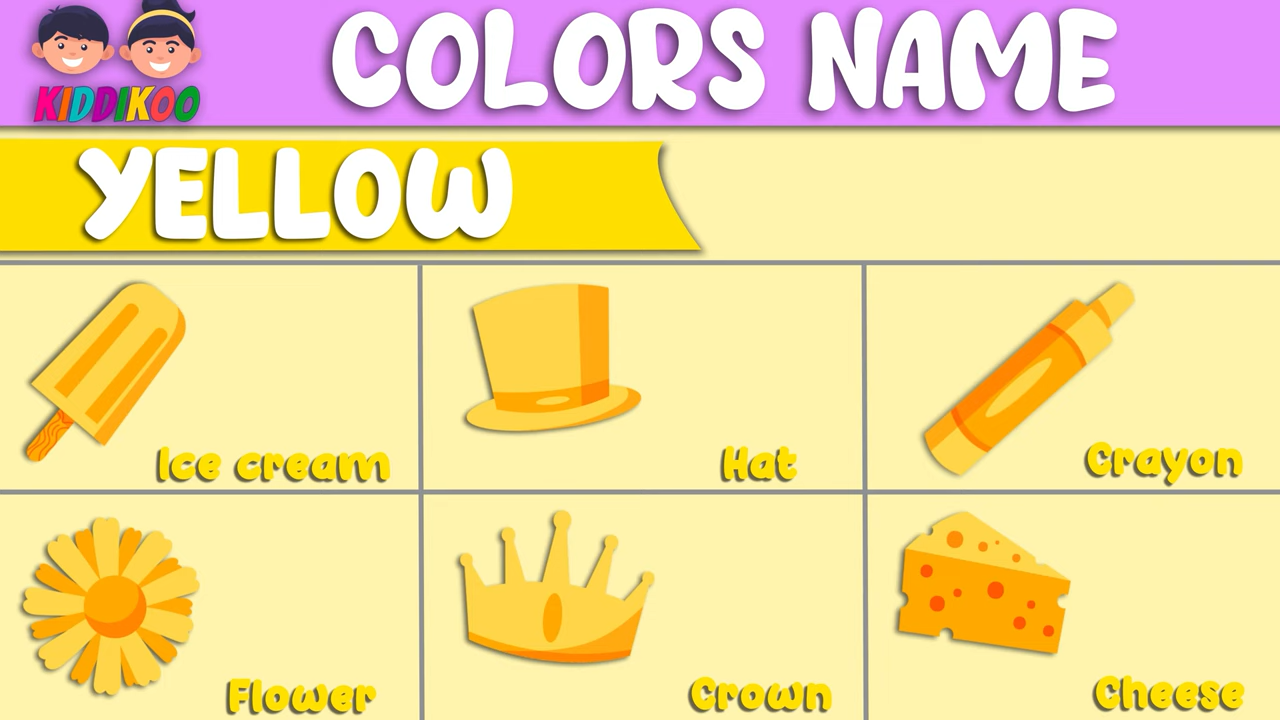 COLORS NAME
KIDDIKOO
YELLOW
Ice cream
Hat
Crayon
Flower
Crown
Cheese